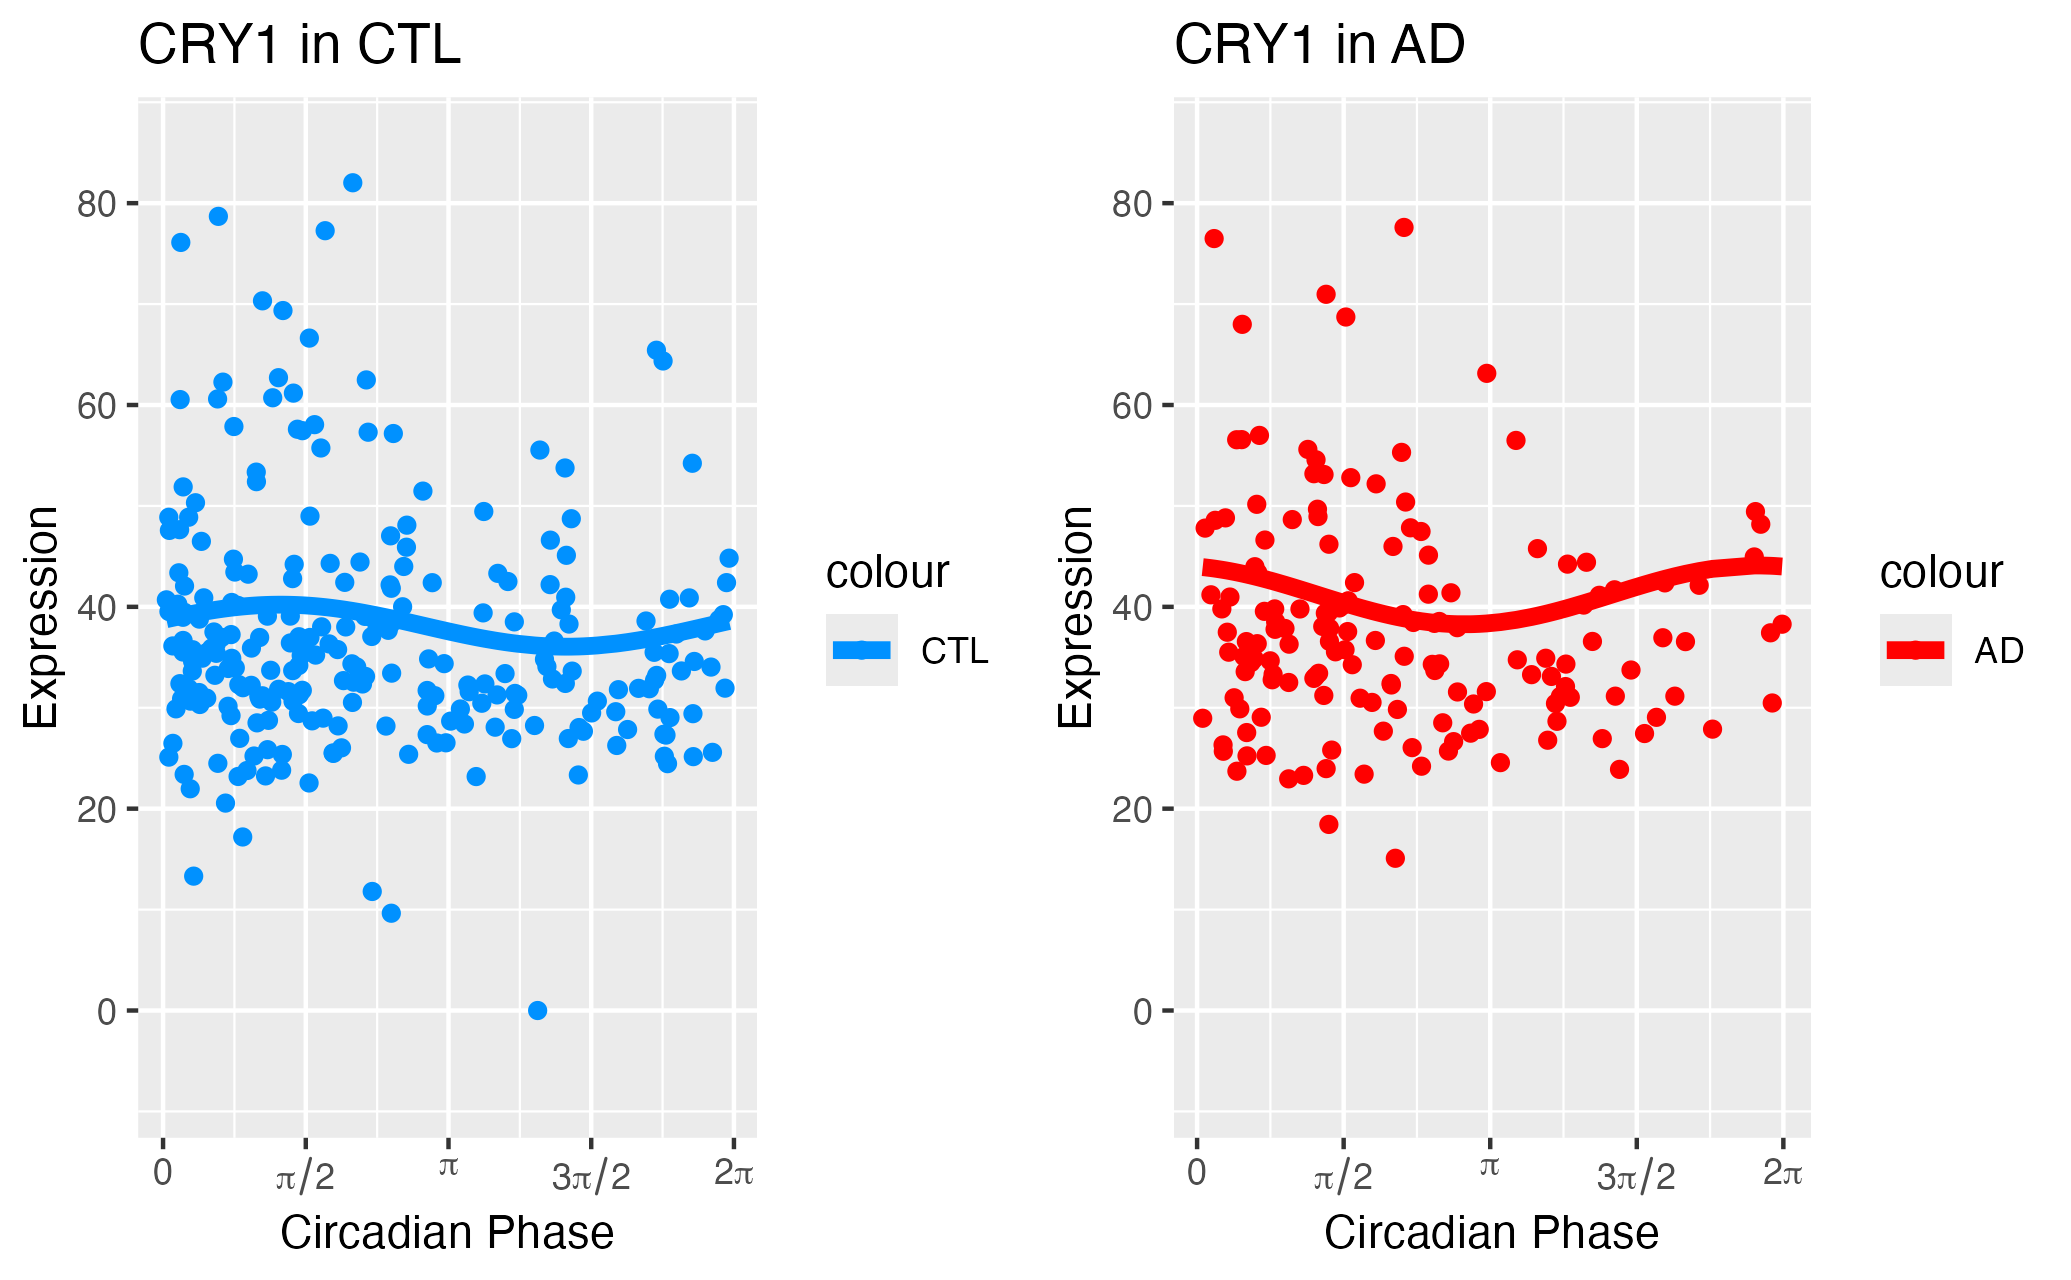 CRY1 in CTL
80
60
40
20
0
Expression
0 π/2 π 3π/2 2π
Circadian Phase
colour
CTL
CRY1 in AD
80
60
40
20
0
Expression
0 π/2 π 3π/2 2π
Circadian Phase
colour
AD